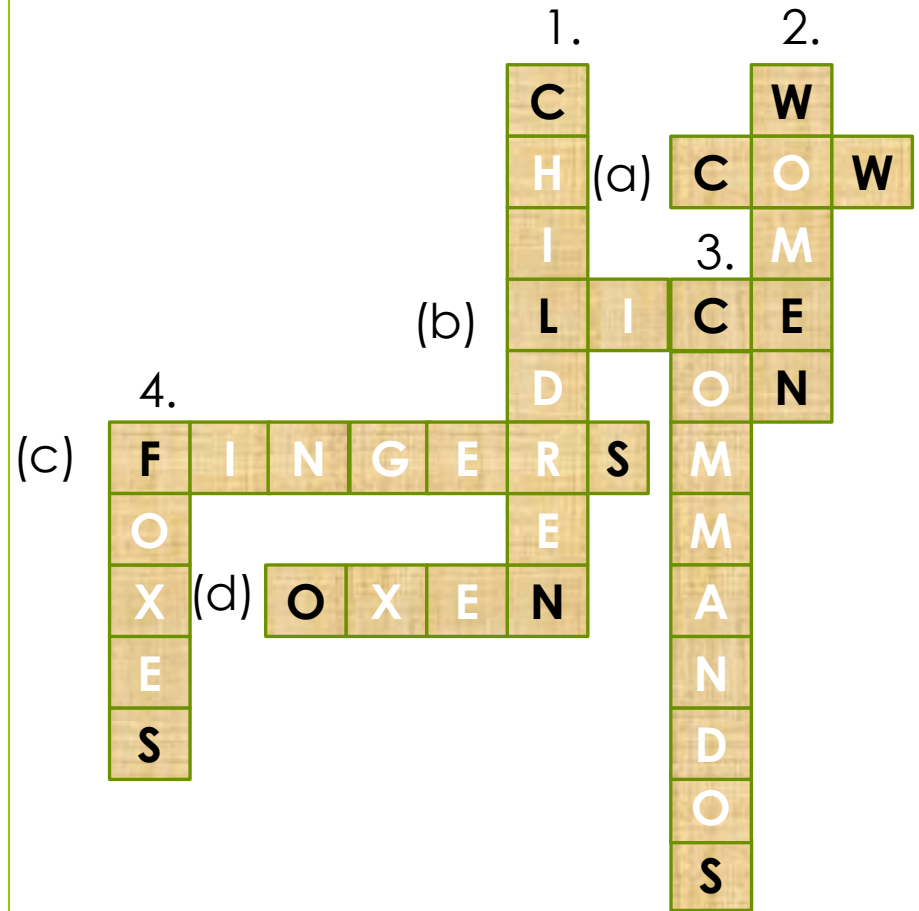 1. 2.
C W
H (a) C O W
I 3. M
(b) L I C E
D O N
4.
(c) F I N G E R S M
O E M
X (d) O X E N A
E N
S D
O
S